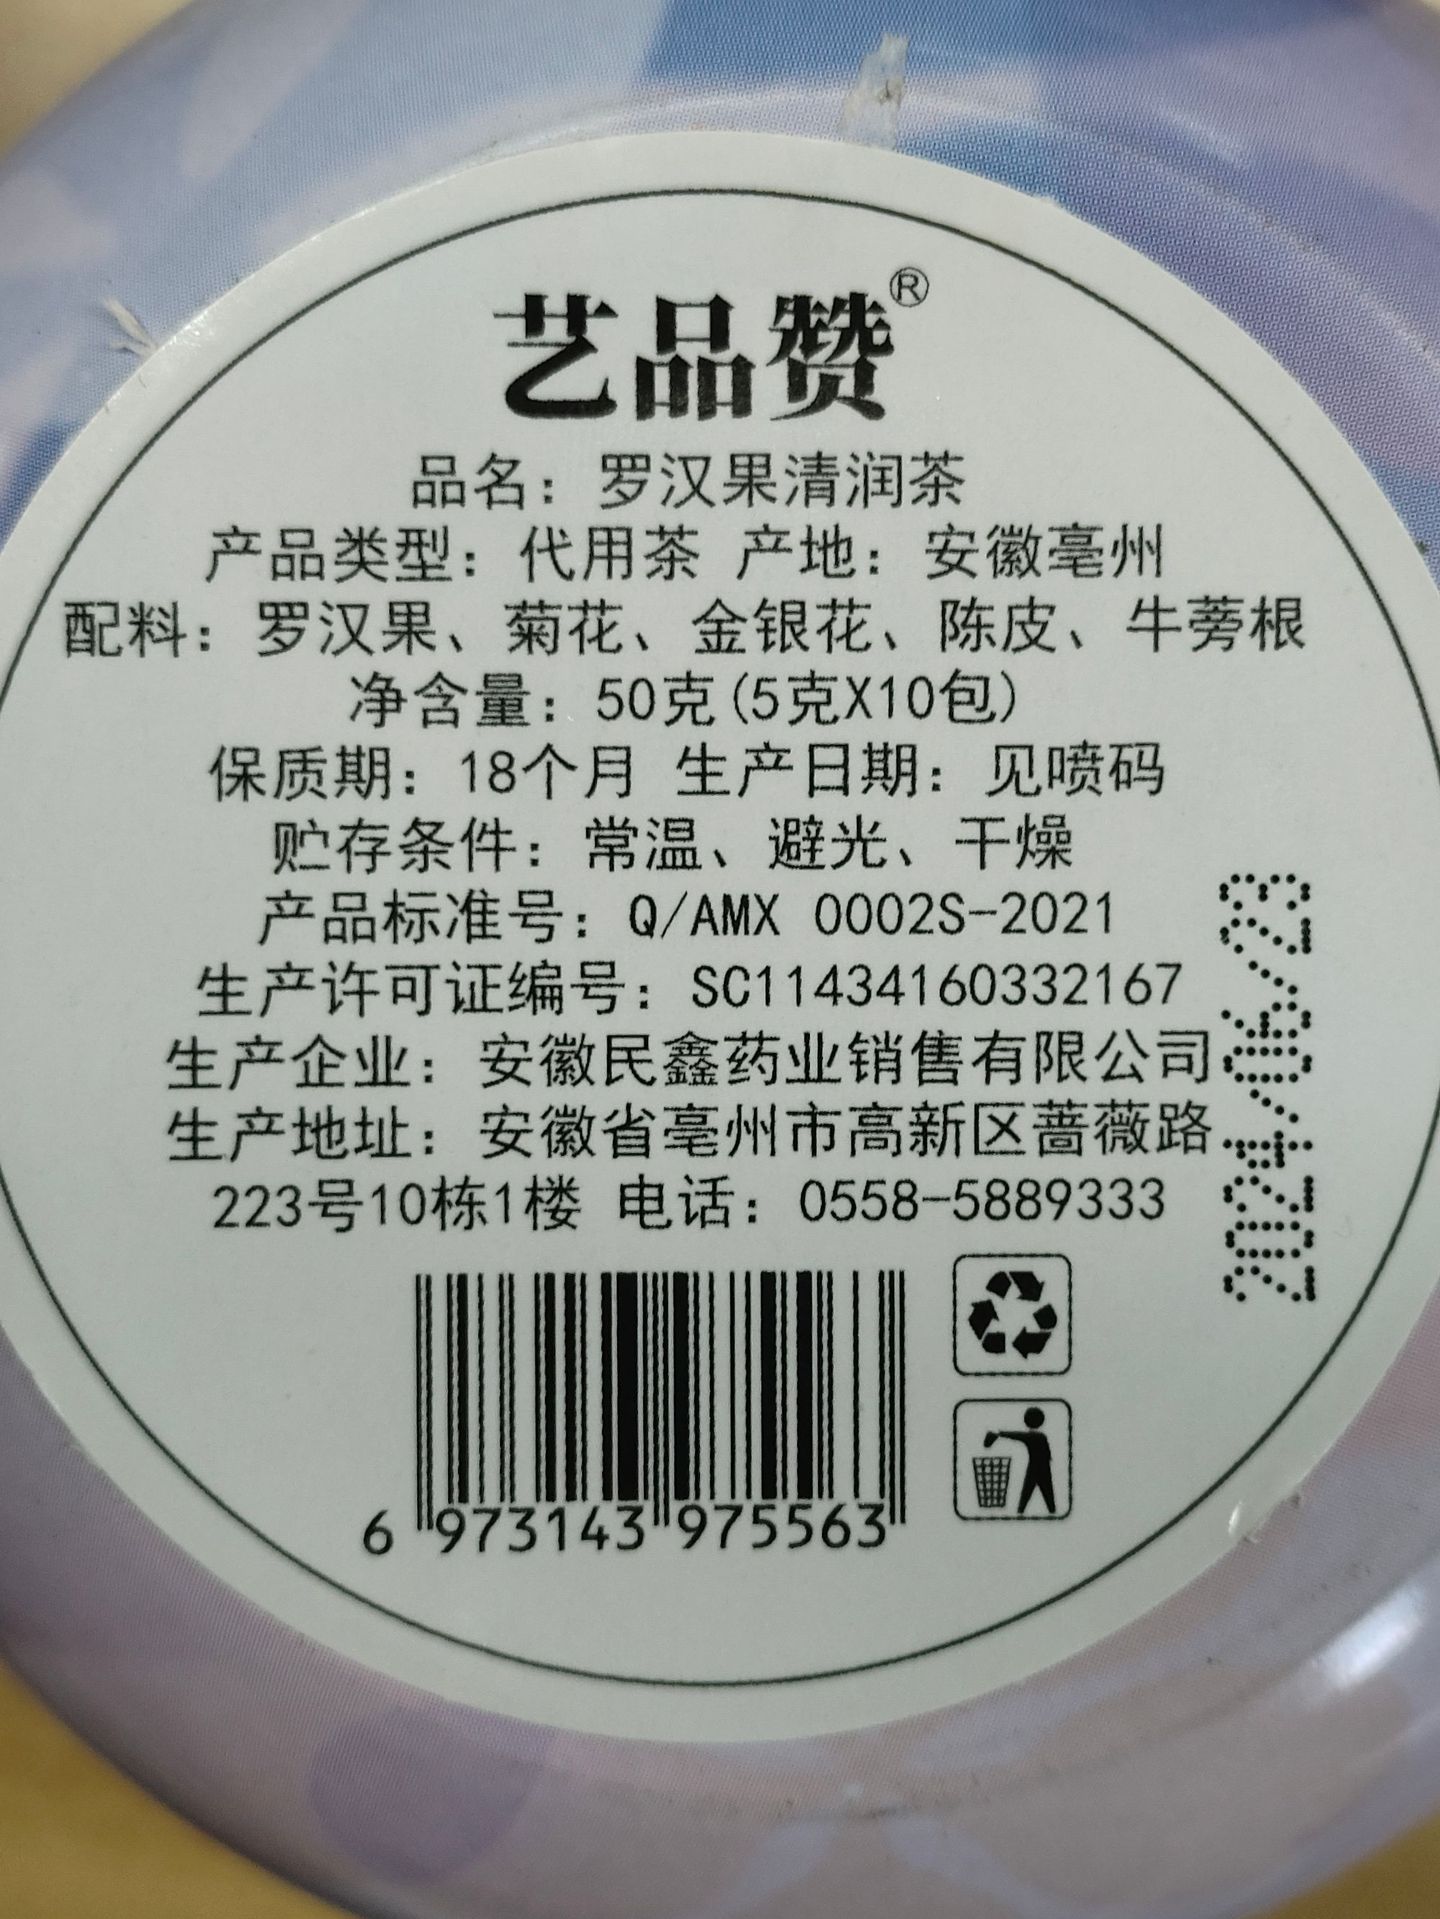 艺品赞®
品名：罗汉果清润茶
产品类型：代用茶 产地：安徽亳州
配料：罗汉果、菊花、金银花、陈皮、牛蒡根
净含量：50克(5克X10包)
保质期：18个月 生产日期：见喷码
贮存条件：常温、避光、干燥
产品标准号：Q/AMX 0002S-2021
生产许可证编号：SC11434160332167
生产企业：安徽民鑫药业销售有限公司
生产地址：安徽省亳州市高新区蔷薇路
223号10栋1楼 电话：0558-5889333
6 973143 975563